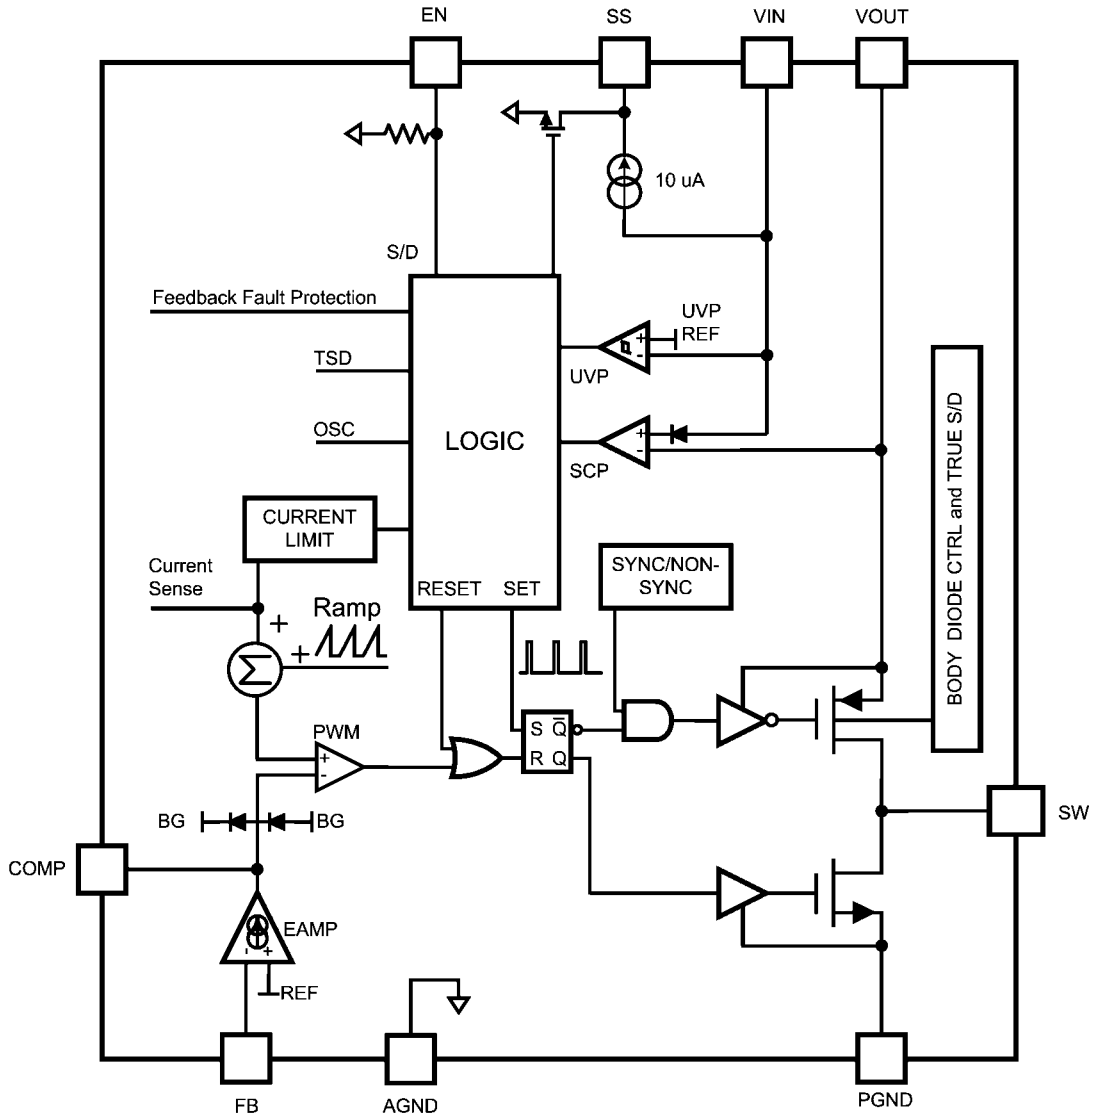 EN
SS
VIN
VOUT
10 uA
S/D
Feedback Fault Protection
UVP
REF
+
-
TSD
UVP
OSC
LOGIC
+
-
SCP
BODY DIODE CTRL and TRUE S/D
CURRENT
LIMIT
SYNC/NON-
SYNC
Current
Sense
RESET SET
Ramp
+
+
Σ
PWM
+
-
S Q̅
R Q
BG
BG
SW
COMP
EAMP
- +
REF
FB
AGND
PGND